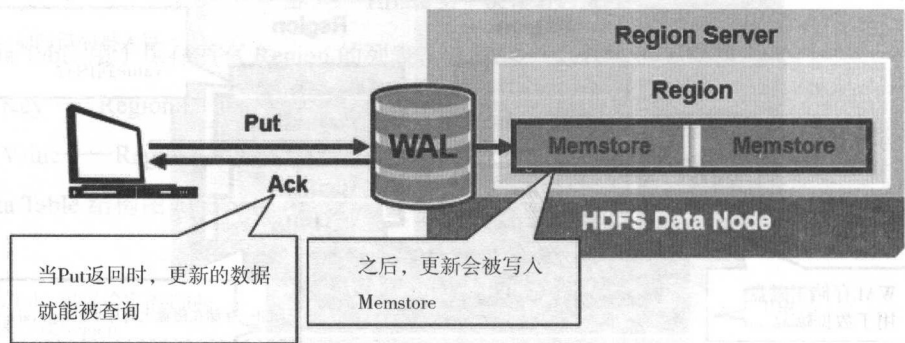 Region Server
Region
Put
WAL
Memstore
Memstore
Ack
HDFS Data Node
当Put返回时，更新的数据
就能被查询
之后，更新会被写入
Memstore